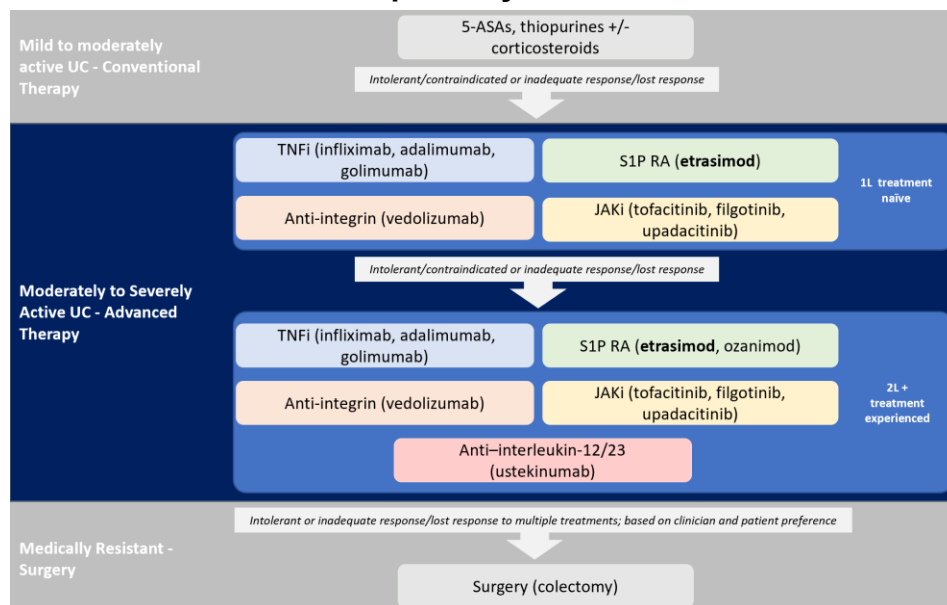 5-ASAs, thiopurines +/-
corticosteroids
Mild to moderately
active UC - Conventional
Therapy
Intolerant/contraindicated or inadequate response/lost response
TNFi (infliximab, adalimumab,
golimumab)
S1P RA (etrasimod)
Anti-integrin (vedolizumab)
JAKi (tofacitinib, filgotinib,
upadacitinib)
1L treatment
naïve
Intolerant/contraindicated or inadequate response/lost response
Moderately to Severely
Active UC - Advanced
Therapy
TNFi (infliximab, adalimumab,
golimumab)
S1P RA (etrasimod, ozanimod)
Anti-integrin (vedolizumab)
JAKi (tofacitinib, filgotinib,
upadacitinib)
2L +
treatment
experienced
Anti–interleukin-12/23
(ustekinumab)
Intolerant or inadequate response/lost response to multiple treatments; based on clinician and patient preference
Medically Resistant -
Surgery
Surgery (colectomy)